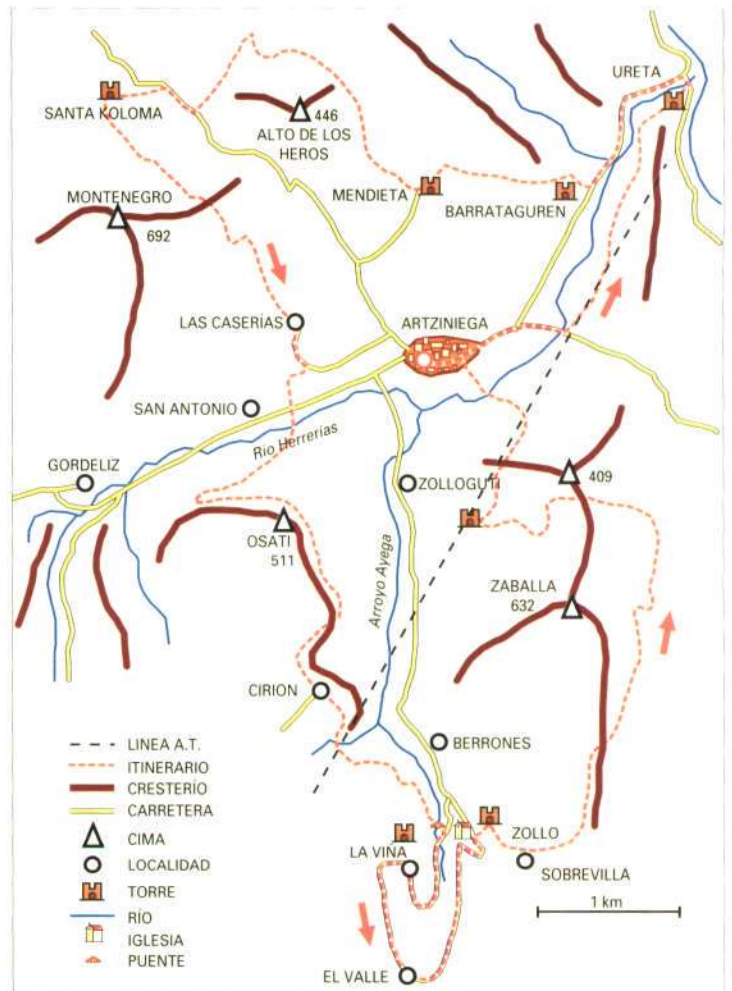 URETA
SANTA KOLOMA
446
ALTO DE LOS
HEROS
MENDIETA
BARRATAGUREN
MONTENEGRO
692
LAS CASERÍAS
ARTZINIEGA
SAN ANTONIO
Rio Herrerías
GORDELIZ
ZOLLOGUTI
409
OSATI
511
Arroyo Ayega
ZABALLA
632
CIRION
BERRONES
ZOLLO
LA VIÑA
SOBREVILLA
EL VALLE
1 km
LINEA A.T.
ITINERARIO
CRESTERÍO
CARRETERA
CIMA
LOCALIDAD
TORRE
RÍO
IGLESIA
PUENTE